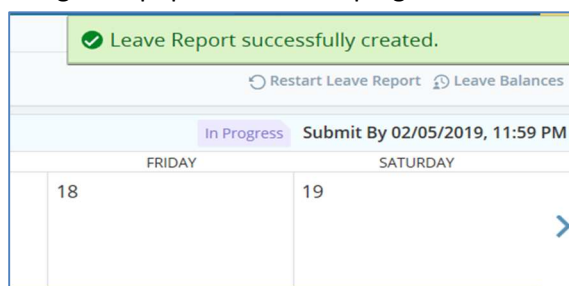 Leave Report successfully created.
Restart Leave Report Leave Balances
In Progress Submit By 02/05/2019, 11:59 PM
FRIDAY SATURDAY
18 19